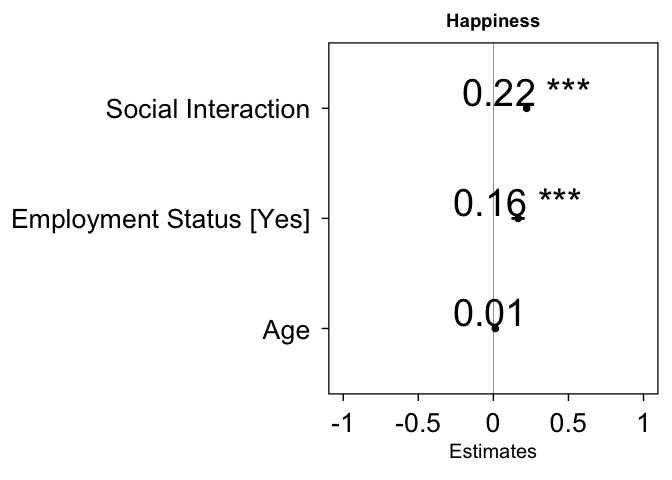 Happiness
Social Interaction 0.22 ***
Employment Status [Yes] 0.16 ***
Age 0.01
-1 -0.5 0 0.5 1
Estimates